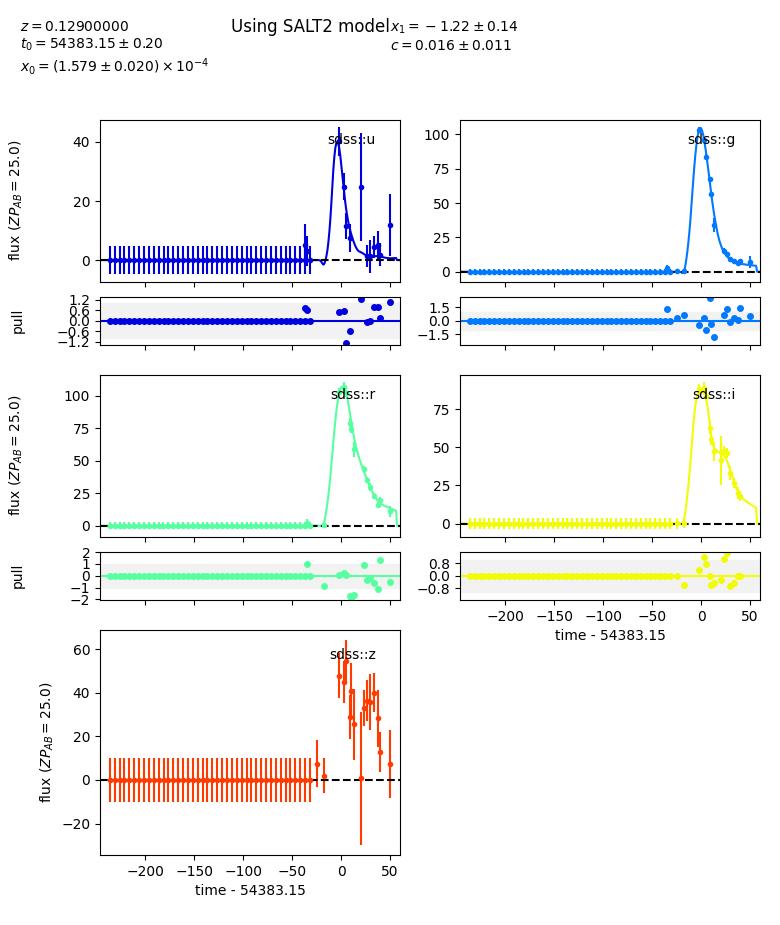 z = 0.12900000
t0 = 54383.15 ± 0.20
x0 = (1.579 ± 0.020) × 10⁻⁴
Using SALT2 model
x1 = −1.22 ± 0.14
c = 0.016 ± 0.011
flux (ZP_AB = 25.0)
40
20
0
sdss::u
100
75
50
25
0
sdss::g
pull
1.2
0.6
0.0
−0.6
−1.2
1.5
0.0
−1.5
flux (ZP_AB = 25.0)
100
75
50
25
0
sdss::r
75
50
25
0
sdss::i
pull
2
1
0
−1
−2
0.8
0.0
−0.8
−200 −150 −100 −50 0 50
time - 54383.15
flux (ZP_AB = 25.0)
60
40
20
0
−20
sdss::z
−200 −150 −100 −50 0 50
time - 54383.15